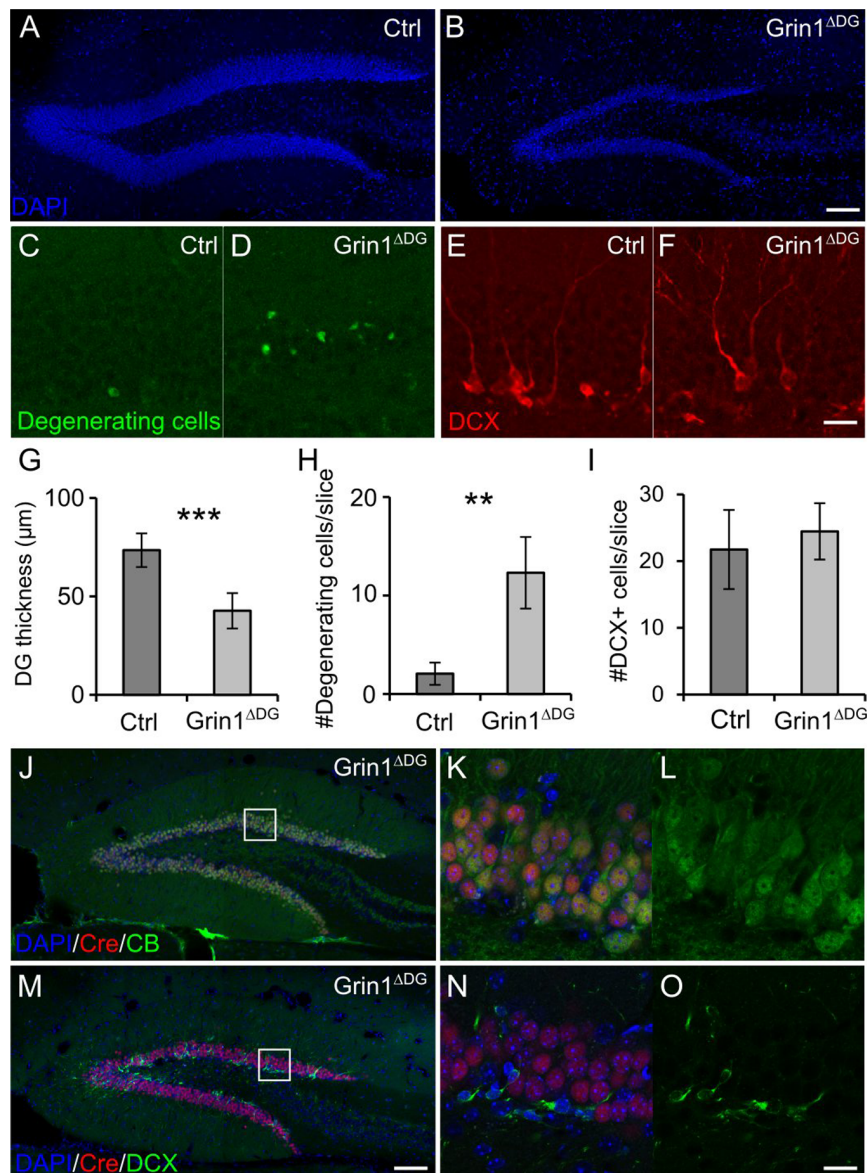 A Ctrl
DAPI
B Grin1ΔDG
C Ctrl
Degenerating cells
D Grin1ΔDG
E Ctrl
DCX
F Grin1ΔDG
G
DG thickness (μm)
100
50
0
***
Ctrl Grin1ΔDG
H
#Degenerating cells/slice
20
10
0
**
Ctrl Grin1ΔDG
I
#DCX+ cells/slice
30
20
10
0
Ctrl Grin1ΔDG
J Grin1ΔDG
DAPI/Cre/CB
K
L
M Grin1ΔDG
DAPI/Cre/DCX
N
O